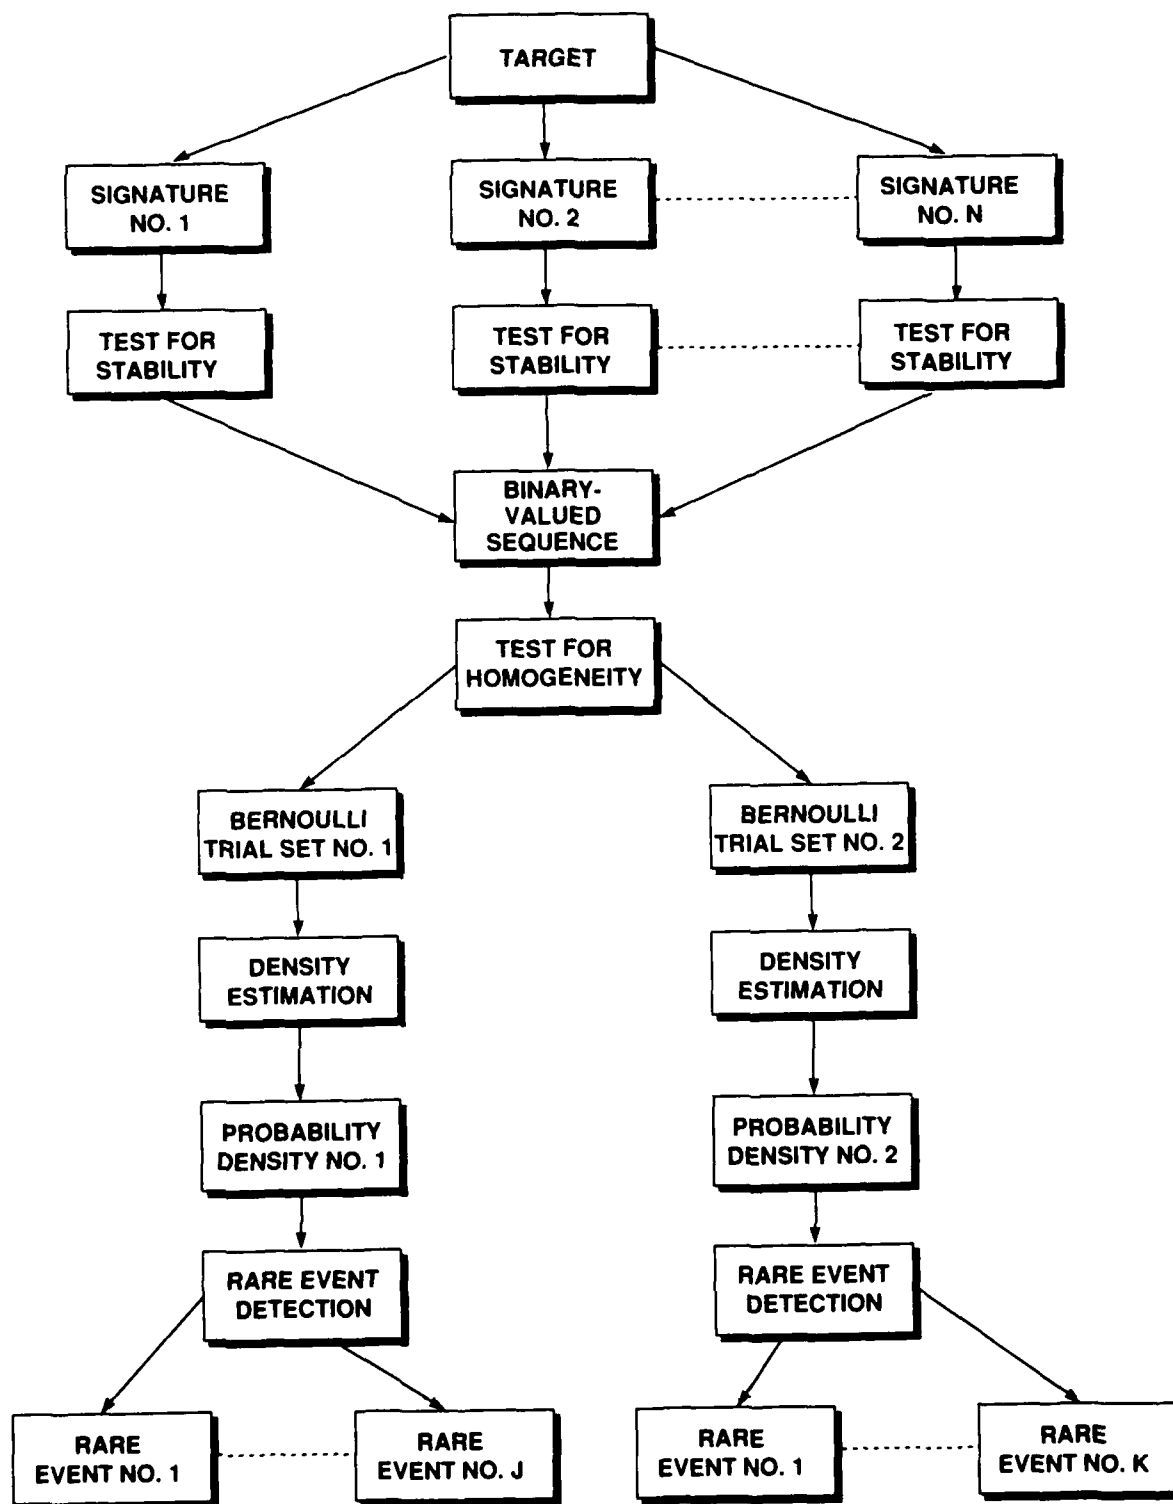 TARGET
SIGNATURE
NO. 1
SIGNATURE
NO. 2
SIGNATURE
NO. N
TEST FOR
STABILITY
TEST FOR
STABILITY
TEST FOR
STABILITY
BINARY-
VALUED
SEQUENCE
TEST FOR
HOMOGENEITY
BERNOULLI
TRIAL SET NO. 1
BERNOULLI
TRIAL SET NO. 2
DENSITY
ESTIMATION
DENSITY
ESTIMATION
PROBABILITY
DENSITY NO. 1
PROBABILITY
DENSITY NO. 2
RARE EVENT
DETECTION
RARE EVENT
DETECTION
RARE
EVENT NO. 1
RARE
EVENT NO. J
RARE
EVENT NO. 1
RARE
EVENT NO. K